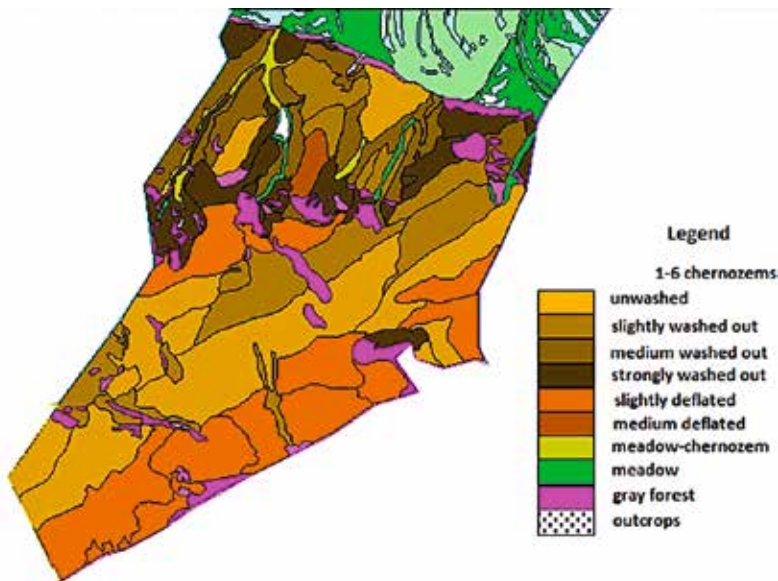 Legend
1-6 chernozems
unwashed
slightly washed out
medium washed out
strongly washed out
slightly deflated
medium deflated
meadow-chernozem
meadow
gray forest
outcrops